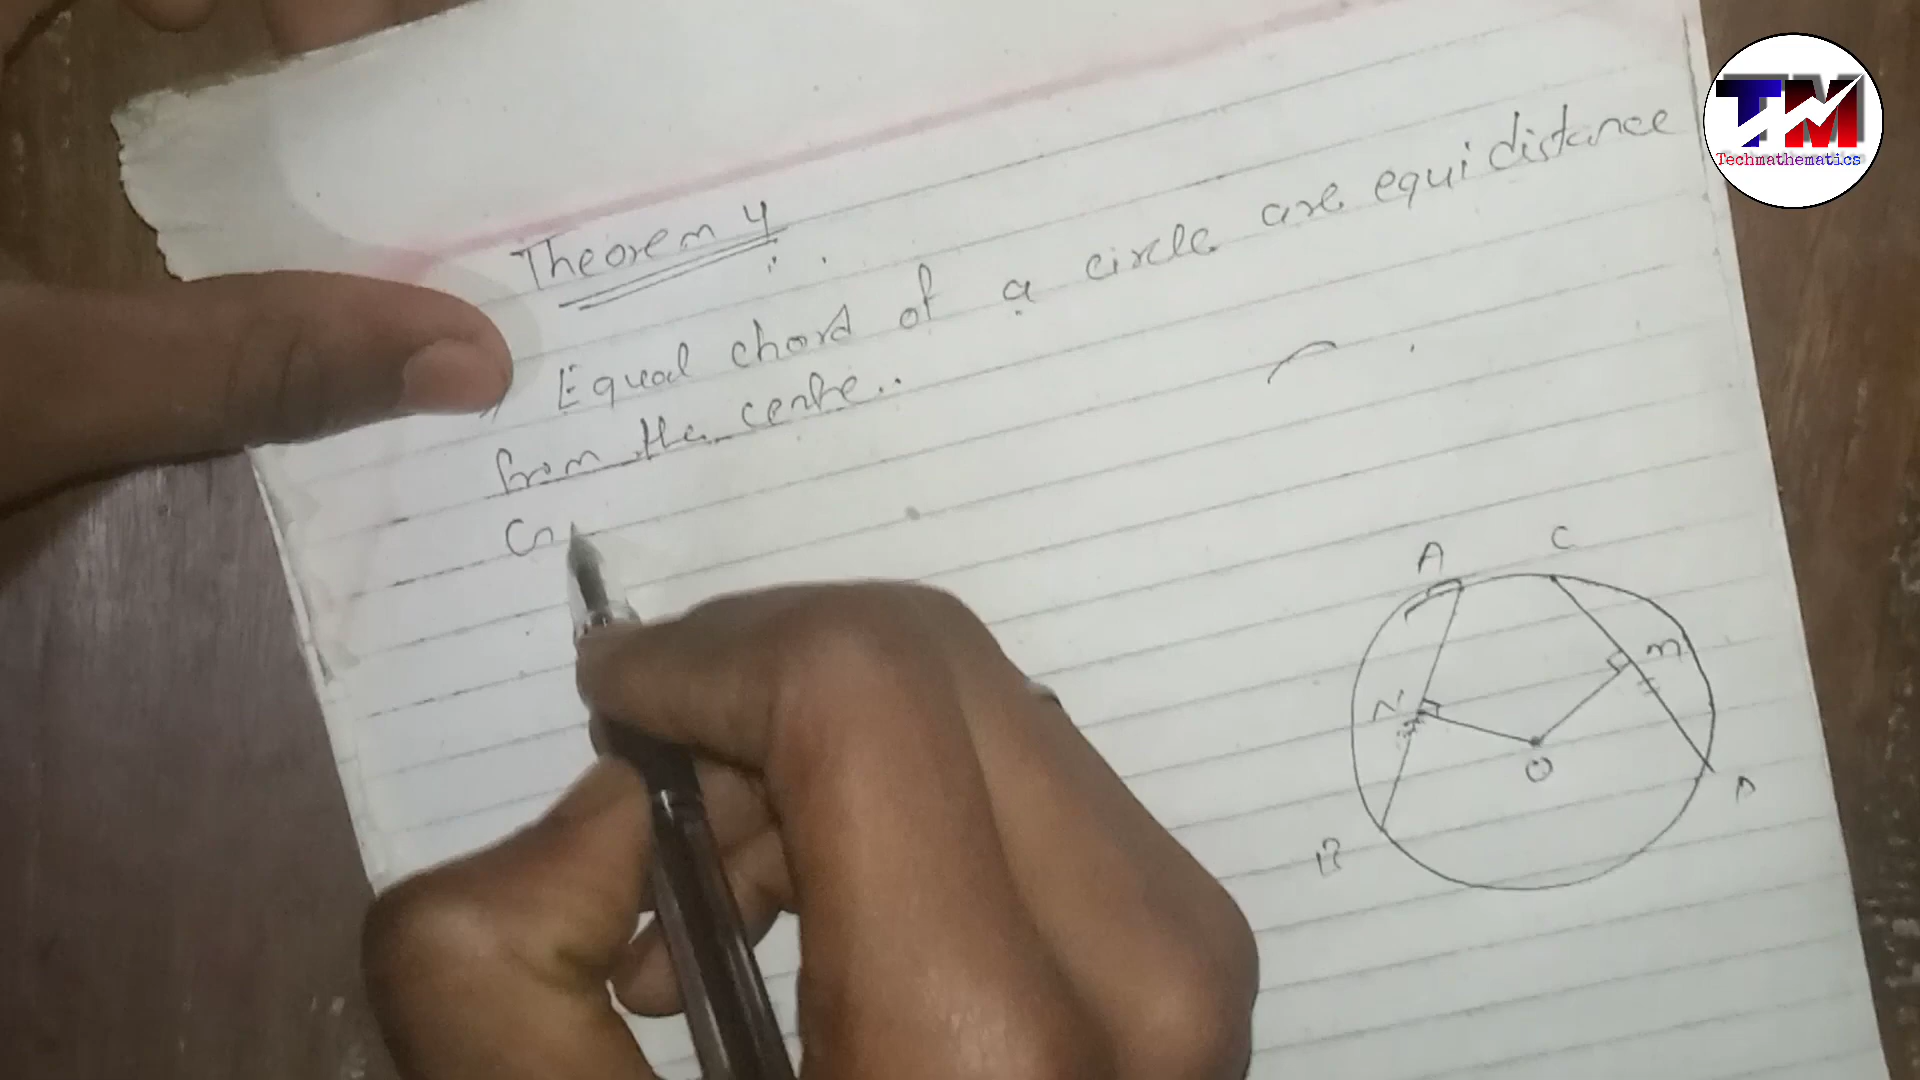 TM
Techmathematics
Theorem 4
Equal chord of a circle are equidistance
from the centre..
A
C
M
N
O
B
D